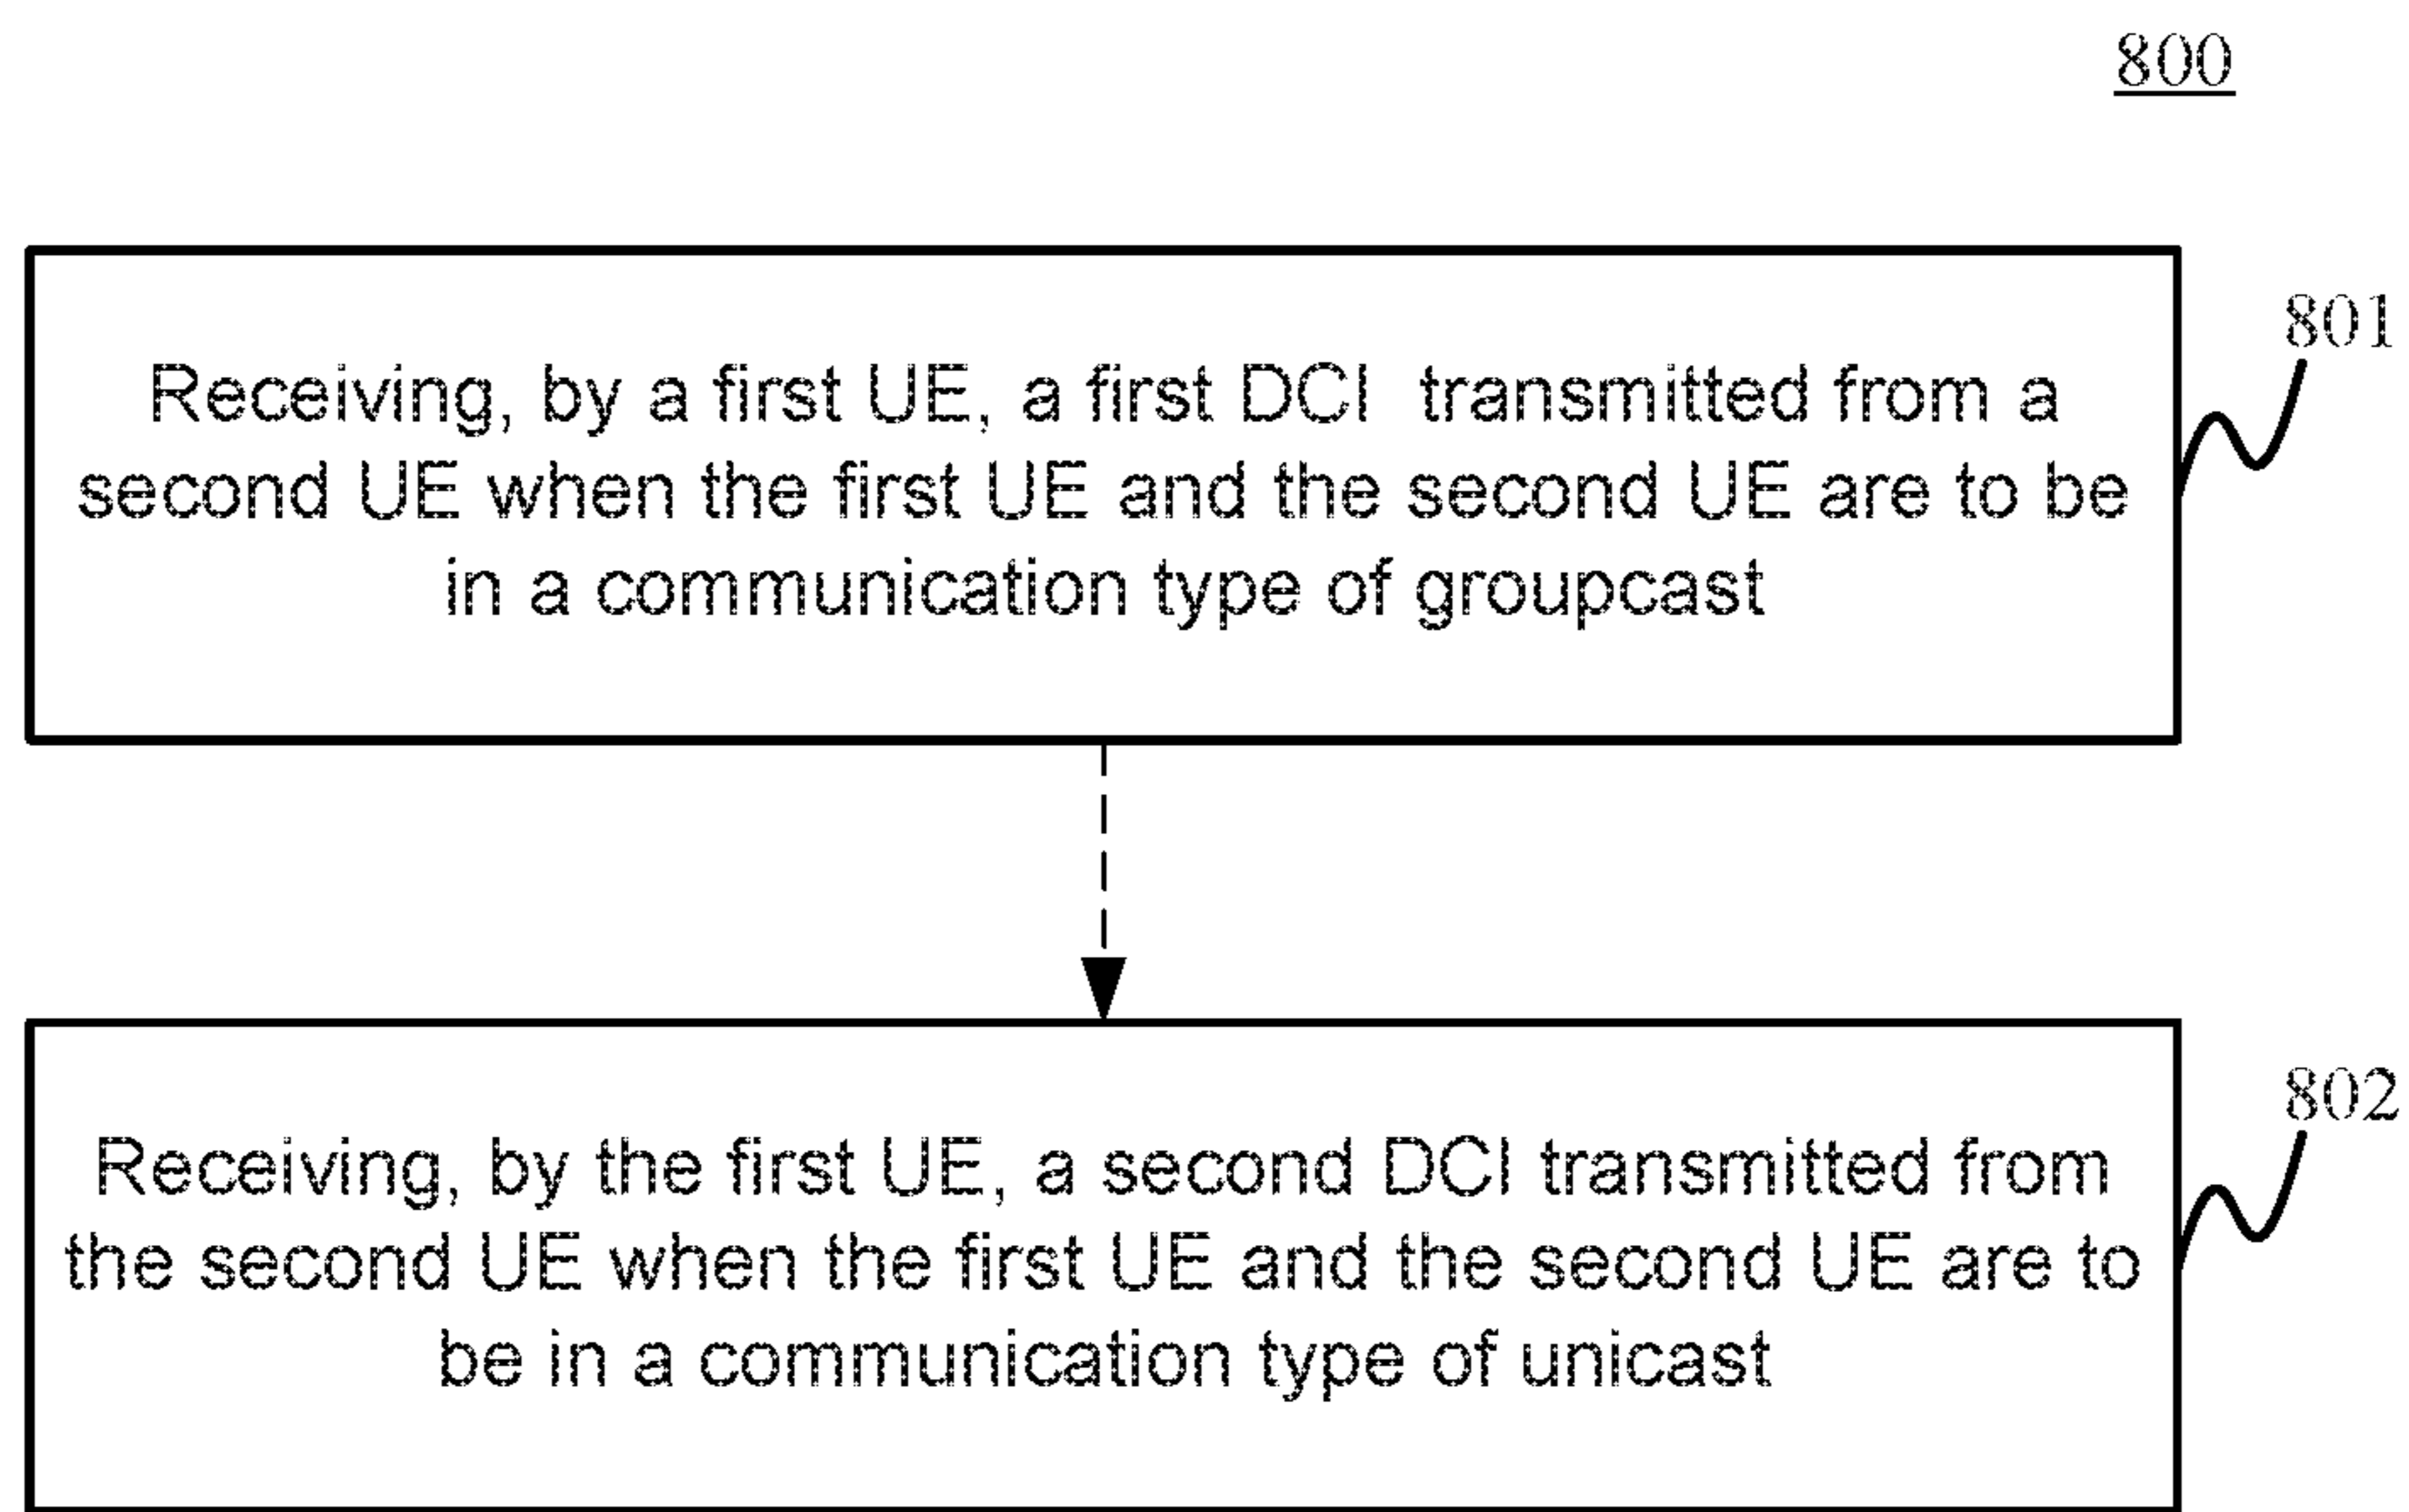 800
801
Receiving, by a first UE, a first DCI transmitted from a
second UE when the first UE and the second UE are to be
in a communication type of groupcast
802
Receiving, by the first UE, a second DCI transmitted from
the second UE when the first UE and the second UE are to
be in a communication type of unicast